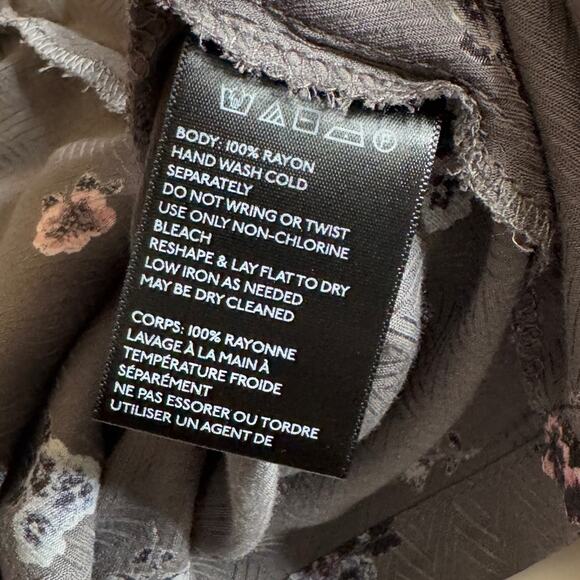 BODY: 100% RAYON
HAND WASH COLD
SEPARATELY
DO NOT WRING OR TWIST
USE ONLY NON-CHLORINE
BLEACH
RESHAPE & LAY FLAT TO DRY
LOW IRON AS NEEDED
MAY BE DRY CLEANED
CORPS: 100% RAYONNE
LAVAGE À LA MAIN À
TEMPÉRATURE FROIDE
SÉPARÉMENT
NE PAS ESSORER OU TORDRE
UTILISER UN AGENT DE